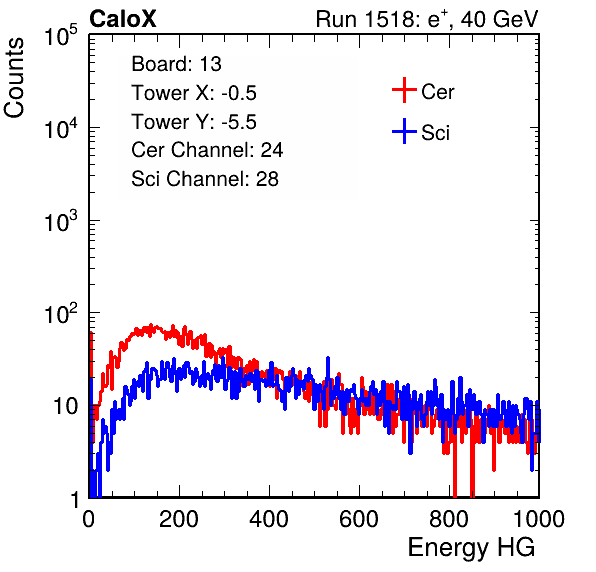 CaloX Run 1518: e⁺, 40 GeV
Counts
Board: 13
Tower X: -0.5
Tower Y: -5.5
Cer Channel: 24
Sci Channel: 28
Cer
Sci
10⁵
10⁴
10³
10²
10
1
0 200 400 600 800 1000
Energy HG